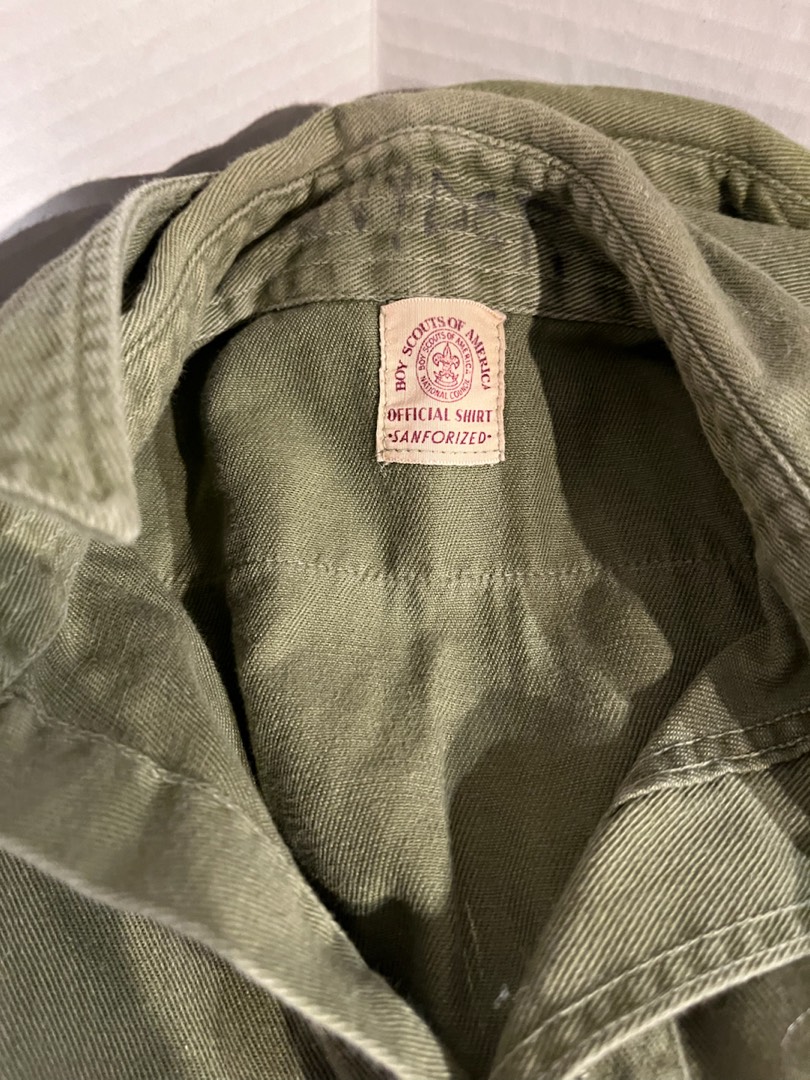 BOY SCOUTS OF AMERICA
BOY SCOUTS OF AMERICA
NATIONAL COUNCIL
OFFICIAL SHIRT
•SANFORIZED•